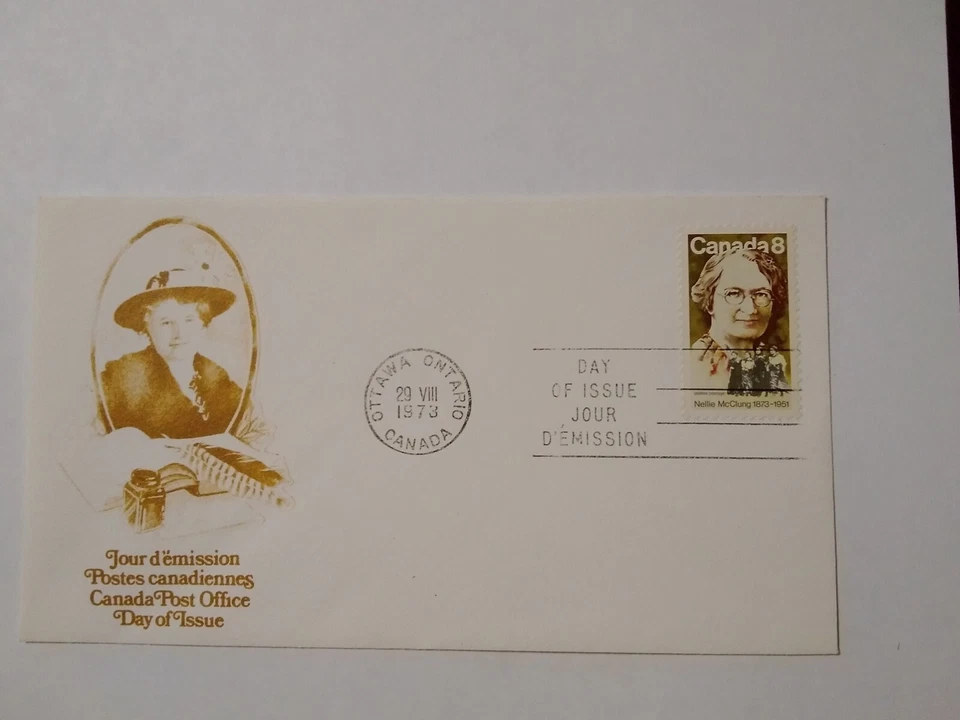 Canada 8
Nellie McClung 1873-1951
OTTAWA ONTARIO
29 VIII
1973
CANADA
DAY
OF ISSUE
JOUR
D'ÉMISSION
Jour d'émission
Postes canadiennes
Canada Post Office
Day of Issue